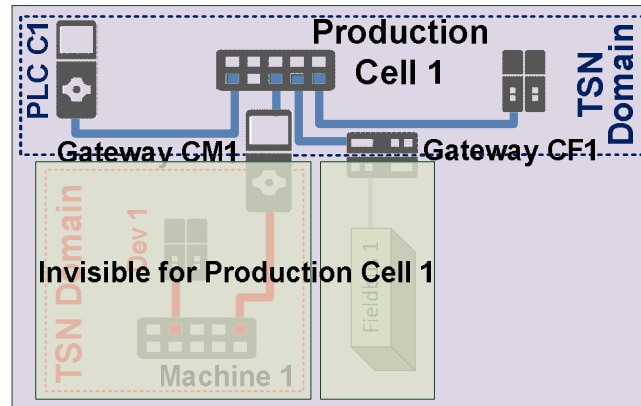 PLC C1
Production
Cell 1
TSN
Domain
Gateway CM1
Gateway CF1
TSN Domain
Dev 1
Invisible for Production Cell 1
Fieldbus 1
Machine 1